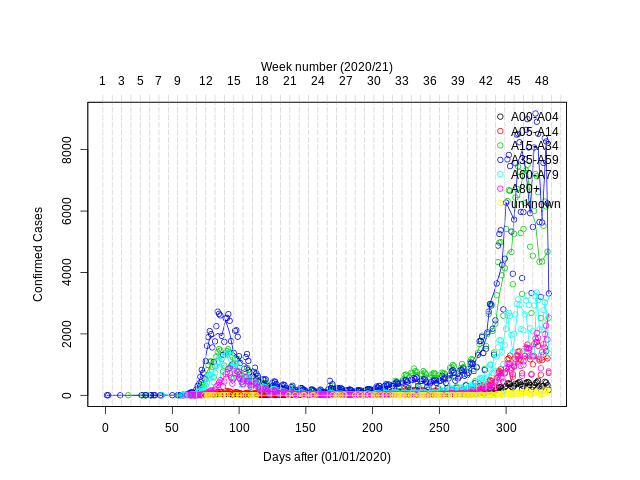 Week number (2020/21)
1 3 5 7 9 12 15 18 21 24 27 30 33 36 39 42 45 48
A00-A04
A05-A14
A15-A34
A35-A59
A60-A79
A80+
unknown
Confirmed Cases
0 2000 4000 6000 8000
0 50 100 150 200 250 300
Days after (01/01/2020)